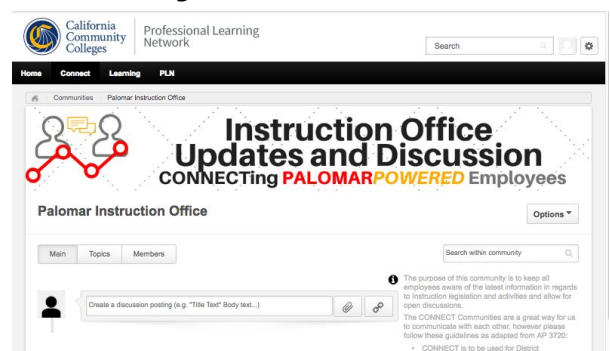 California
Community
Colleges
Professional Learning
Network
Search
Home Connect Learning PLN
Communities Palomar Instruction Office
Instruction Office
Updates and Discussion
CONNECTing PALOMARPOWERED Employees
Palomar Instruction Office
Options
Main Topics Members
Search within community
Create a discussion posting (e.g. "Title Text" Body text...)
The purpose of this community is to keep all
employees aware of the latest information in regards
to Instruction legislation and activities and allow for
open discussions.
The CONNECT Communities are a great way for us
to communicate with each other, however please
follow these guidelines as adapted from AP 3720:
• CONNECT is to be used for District